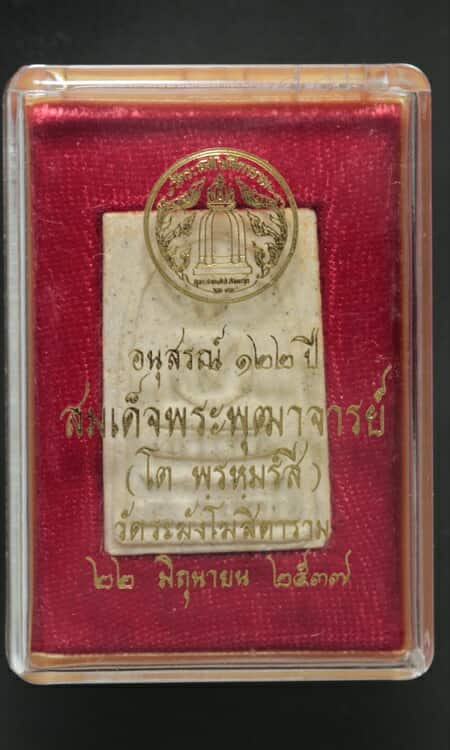 อนุสรณ์ ๑๒๒ ปี
สมเด็จพระพุฒาจารย์
(โต พฺรหฺมรํสี)
วัดระฆังโฆสิตาราม
๒๒ มิถุนายน ๒๕๓๗